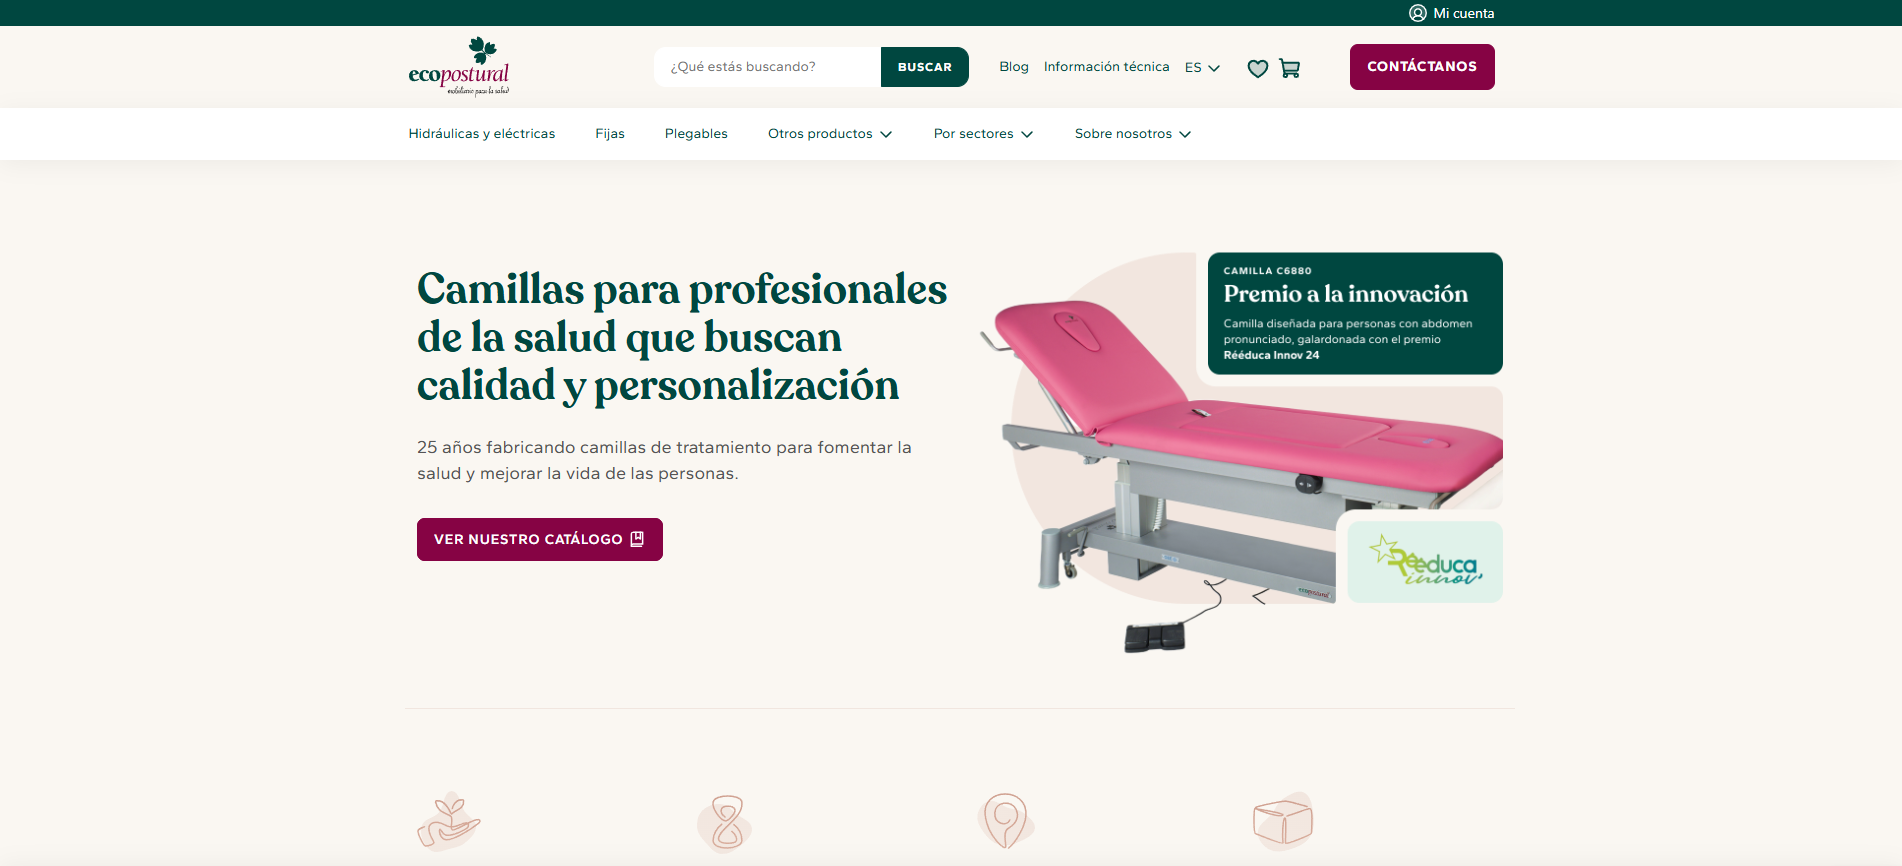 Mi cuenta
ecopostural
mobiliario para la salud
¿Qué estás buscando?
BUSCAR
Blog
Información técnica
ES
CONTÁCTANOS
Hidráulicas y eléctricas
Fijas
Plegables
Otros productos
Por sectores
Sobre nosotros
Camillas para profesionales
de la salud que buscan
calidad y personalización
25 años fabricando camillas de tratamiento para fomentar la
salud y mejorar la vida de las personas.
VER NUESTRO CATÁLOGO
CAMILLA C6880
Premio a la innovación
Camilla diseñada para personas con abdomen
pronunciado, galardonada con el premio
Rééduca Innov 24
ecopostural
Rééduca
innov'